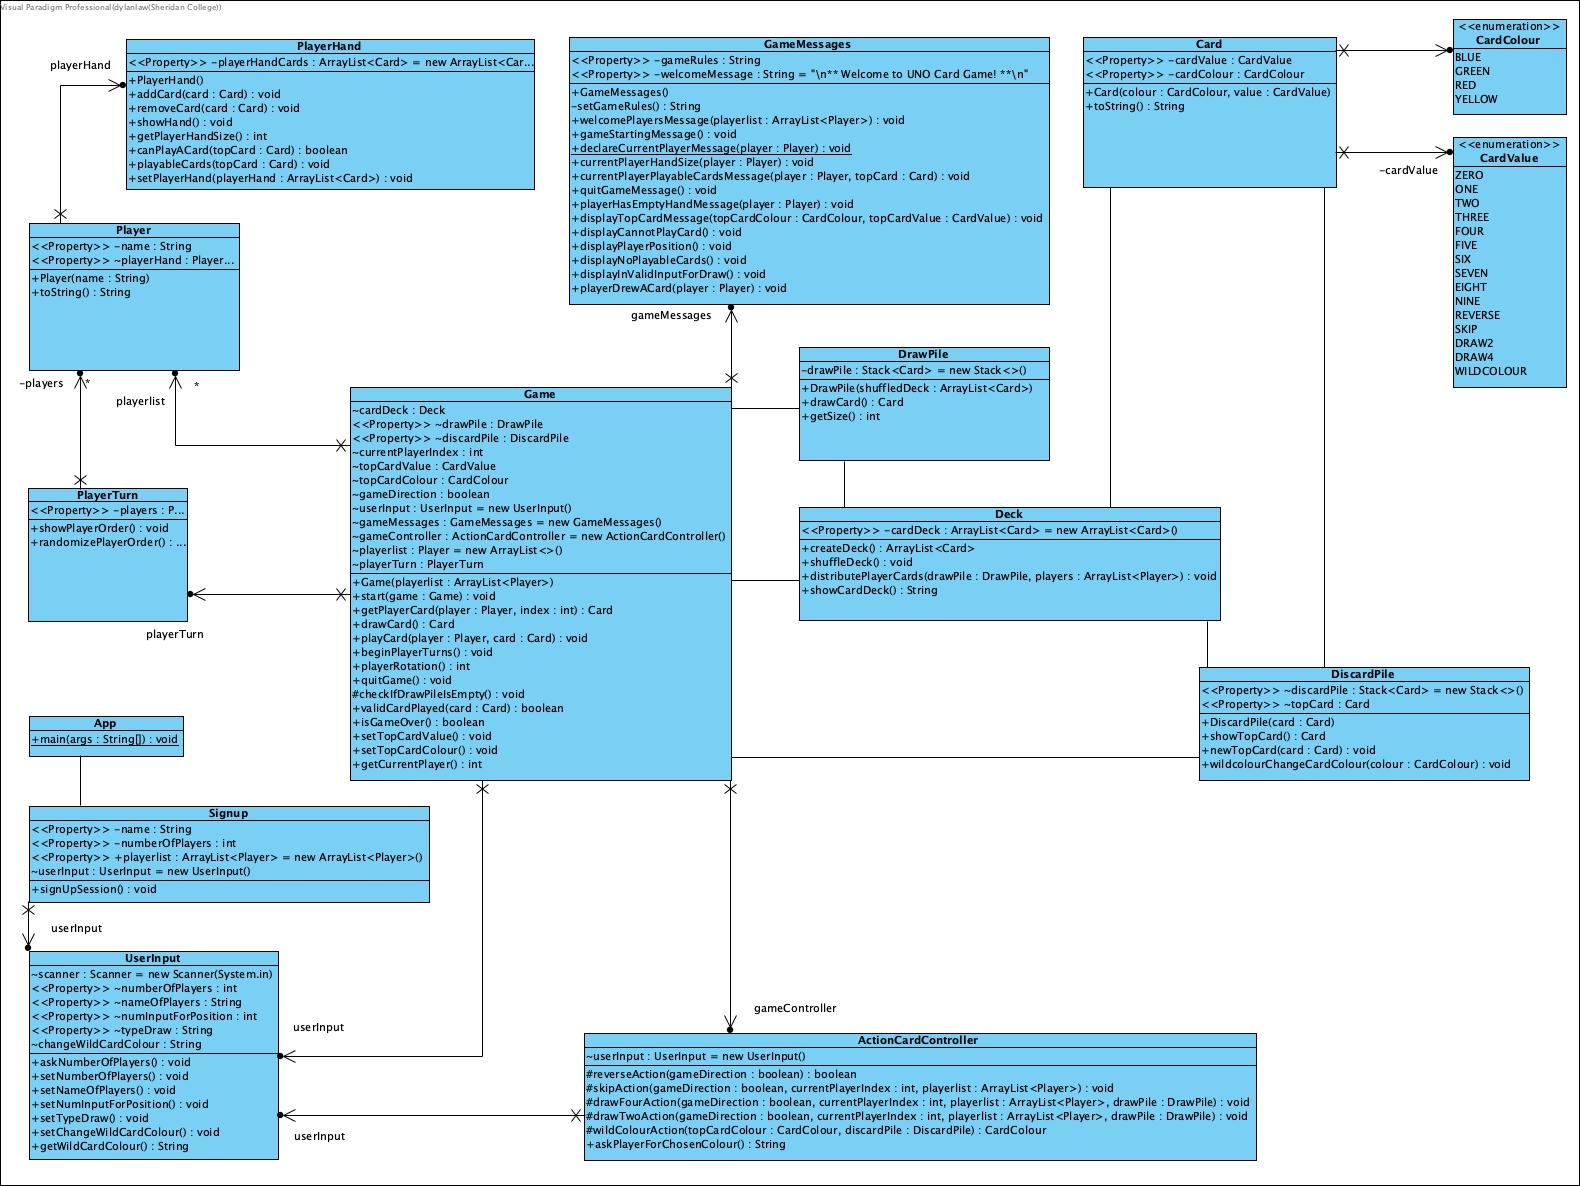 Visual Paradigm Professional(dylanlaw(Sheridan College))
PlayerHand
<<Property>> -playerHandCards : ArrayList<Card> = new ArrayList<Car...
+PlayerHand()
+addCard(card : Card) : void
+removeCard(card : Card) : void
+showHand() : void
+getPlayerHandSize() : int
+canPlayACard(topCard : Card) : boolean
+playableCards(topCard : Card) : void
+setPlayerHand(playerHand : ArrayList<Card>) : void
playerHand
GameMessages
<<Property>> -gameRules : String
<<Property>> -welcomeMessage : String = "\n** Welcome to UNO Card Game! **\n"
+GameMessages()
-setGameRules() : String
+welcomePlayersMessage(playerlist : ArrayList<Player>) : void
+gameStartingMessage() : void
+declareCurrentPlayerMessage(player : Player) : void
+currentPlayerHandSize(player : Player) : void
+currentPlayerPlayableCardsMessage(player : Player, topCard : Card) : void
+quitGameMessage() : void
+playerHasEmptyHandMessage(player : Player) : void
+displayTopCardMessage(topCardColour : CardColour, topCardValue : CardValue) : void
+displayCannotPlayCard() : void
+displayPlayerPosition() : void
+displayNoPlayableCards() : void
+displayInValidInputForDraw() : void
+playerDrewACard(player : Player) : void
gameMessages
Card
<<Property>> -cardValue : CardValue
<<Property>> -cardColour : CardColour
+Card(colour : CardColour, value : CardValue)
+toString() : String
<<enumeration>>
CardColour
BLUE
GREEN
RED
YELLOW
<<enumeration>>
CardValue
ZERO
ONE
TWO
THREE
FOUR
FIVE
SIX
SEVEN
EIGHT
NINE
REVERSE
SKIP
DRAW2
DRAW4
WILDCOLOUR
-cardValue
Player
<<Property>> -name : String
<<Property>> ~playerHand : Player...
+Player(name : String)
+toString() : String
-players
*
playerlist
*
DrawPile
-drawPile : Stack<Card> = new Stack<>()
+DrawPile(shuffledDeck : ArrayList<Card>)
+drawCard() : Card
+getSize() : int
Game
~cardDeck : Deck
<<Property>> ~drawPile : DrawPile
<<Property>> ~discardPile : DiscardPile
~currentPlayerIndex : int
~topCardValue : CardValue
~topCardColour : CardColour
~gameDirection : boolean
~userInput : UserInput = new UserInput()
~gameMessages : GameMessages = new GameMessages()
~gameController : ActionCardController = new ActionCardController()
~playerlist : Player = new ArrayList<>()
~playerTurn : PlayerTurn
+Game(playerlist : ArrayList<Player>)
+start(game : Game) : void
+getPlayerCard(player : Player, index : int) : Card
+drawCard() : Card
+playCard(player : Player, card : Card) : void
+beginPlayerTurns() : void
+playerRotation() : int
+quitGame() : void
#checkIfDrawPileIsEmpty() : void
+validCardPlayed(card : Card) : boolean
+isGameOver() : boolean
+setTopCardValue() : void
+setTopCardColour() : void
+getCurrentPlayer() : int
PlayerTurn
<<Property>> -players : P...
+showPlayerOrder() : void
+randomizePlayerOrder() : ...
playerTurn
Deck
<<Property>> -cardDeck : ArrayList<Card> = new ArrayList<Card>()
+createDeck() : ArrayList<Card>
+shuffleDeck() : void
+distributePlayerCards(drawPile : DrawPile, players : ArrayList<Player>) : void
+showCardDeck() : String
DiscardPile
<<Property>> ~discardPile : Stack<Card> = new Stack<>()
<<Property>> ~topCard : Card
+DiscardPile(card : Card)
+showTopCard() : Card
+newTopCard(card : Card) : void
+wildcolourChangeCardColour(colour : CardColour) : void
App
+main(args : String[]) : void
Signup
<<Property>> -name : String
<<Property>> -numberOfPlayers : int
<<Property>> +playerlist : ArrayList<Player> = new ArrayList<Player>()
~userInput : UserInput = new UserInput()
+signUpSession() : void
userInput
UserInput
~scanner : Scanner = new Scanner(System.in)
<<Property>> ~numberOfPlayers : int
<<Property>> ~nameOfPlayers : String
<<Property>> ~numInputForPosition : int
<<Property>> ~typeDraw : String
~changeWildCardColour : String
+askNumberOfPlayers() : void
+setNumberOfPlayers() : void
+setNameOfPlayers() : void
+setNumInputForPosition() : void
+setTypeDraw() : void
+setChangeWildCardColour() : void
+getWildCardColour() : String
userInput
userInput
gameController
ActionCardController
~userInput : UserInput = new UserInput()
#reverseAction(gameDirection : boolean) : boolean
#skipAction(gameDirection : boolean, currentPlayerIndex : int, playerlist : ArrayList<Player>) : void
#drawFourAction(gameDirection : boolean, currentPlayerIndex : int, playerlist : ArrayList<Player>, drawPile : DrawPile) : void
#drawTwoAction(gameDirection : boolean, currentPlayerIndex : int, playerlist : ArrayList<Player>, drawPile : DrawPile) : void
#wildColourAction(topCardColour : CardColour, discardPile : DiscardPile) : CardColour
+askPlayerForChosenColour() : String